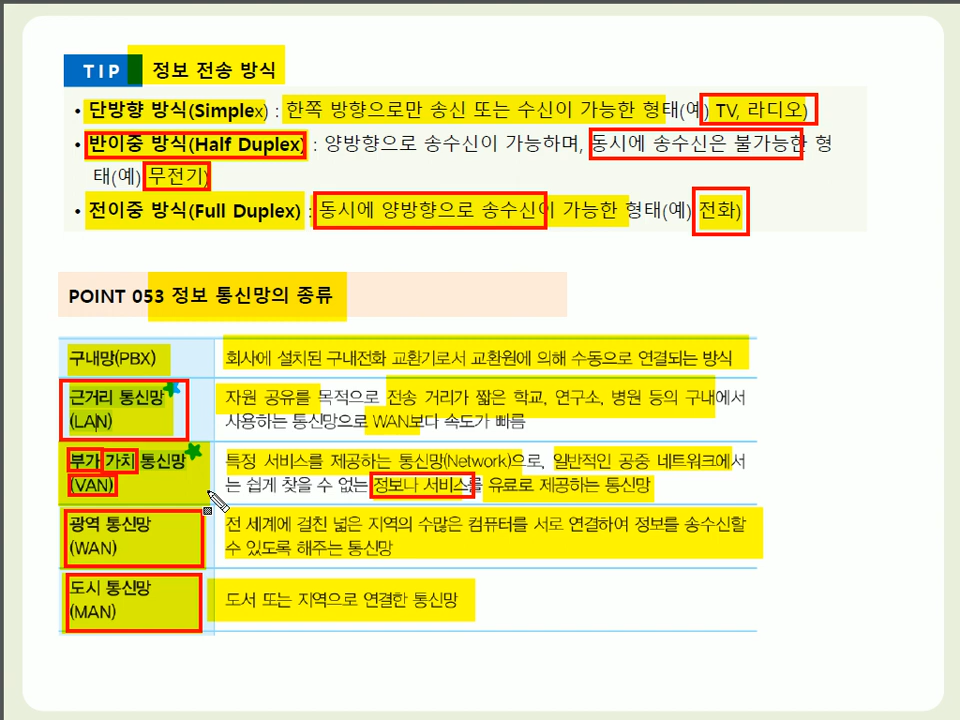 TIP 정보 전송 방식
• 단방향 방식(Simplex) : 한쪽 방향으로만 송신 또는 수신이 가능한 형태(예) TV, 라디오)
• 반이중 방식(Half Duplex) : 양방향으로 송수신이 가능하며, 동시에 송수신은 불가능한 형
태(예) 무전기)
• 전이중 방식(Full Duplex) : 동시에 양방향으로 송수신이 가능한 형태(예) 전화)
POINT 053 정보 통신망의 종류
구내망(PBX) 회사에 설치된 구내전화 교환기로서 교환원에 의해 수동으로 연결되는 방식
근거리 통신망 자원 공유를 목적으로 전송 거리가 짧은 학교, 연구소, 병원 등의 구내에서
(LAN) 사용하는 통신망으로 WAN보다 속도가 빠름
부가 가치 통신망 특정 서비스를 제공하는 통신망(Network)으로, 일반적인 공중 네트워크에서
(VAN) 는 쉽게 찾을 수 없는 정보나 서비스를 유료로 제공하는 통신망
광역 통신망 전 세계에 걸친 넓은 지역의 수많은 컴퓨터를 서로 연결하여 정보를 송수신할
(WAN) 수 있도록 해주는 통신망
도시 통신망
(MAN) 도서 또는 지역으로 연결한 통신망